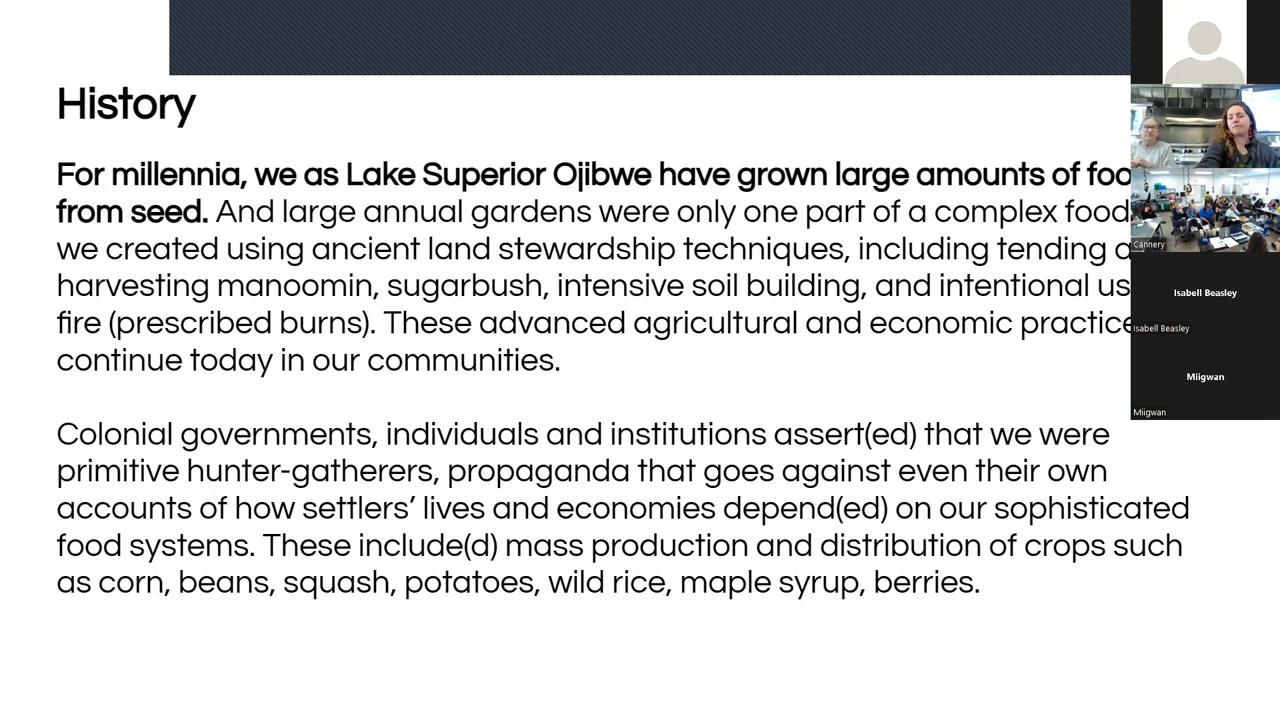 History
For millennia, we as Lake Superior Ojibwe have grown large amounts of
from seed. And large annual gardens were only one part of a complex food
we created using ancient land stewardship techniques, including tending
harvesting manoomin, sugarbush, intensive soil building, and intentional
fire (prescribed burns). These advanced agricultural and economic
continue today in our communities.
Colonial governments, individuals and institutions assert(ed) that we were
primitive hunter-gatherers, propaganda that goes against even their own
accounts of how settlers’ lives and economies depend(ed) on our sophisticated
food systems. These include(d) mass production and distribution of crops such
as corn, beans, squash, potatoes, wild rice, maple syrup, berries.
Cannery
Isabell Beasley
Isabell Beasley
Miigwan
Miigwan